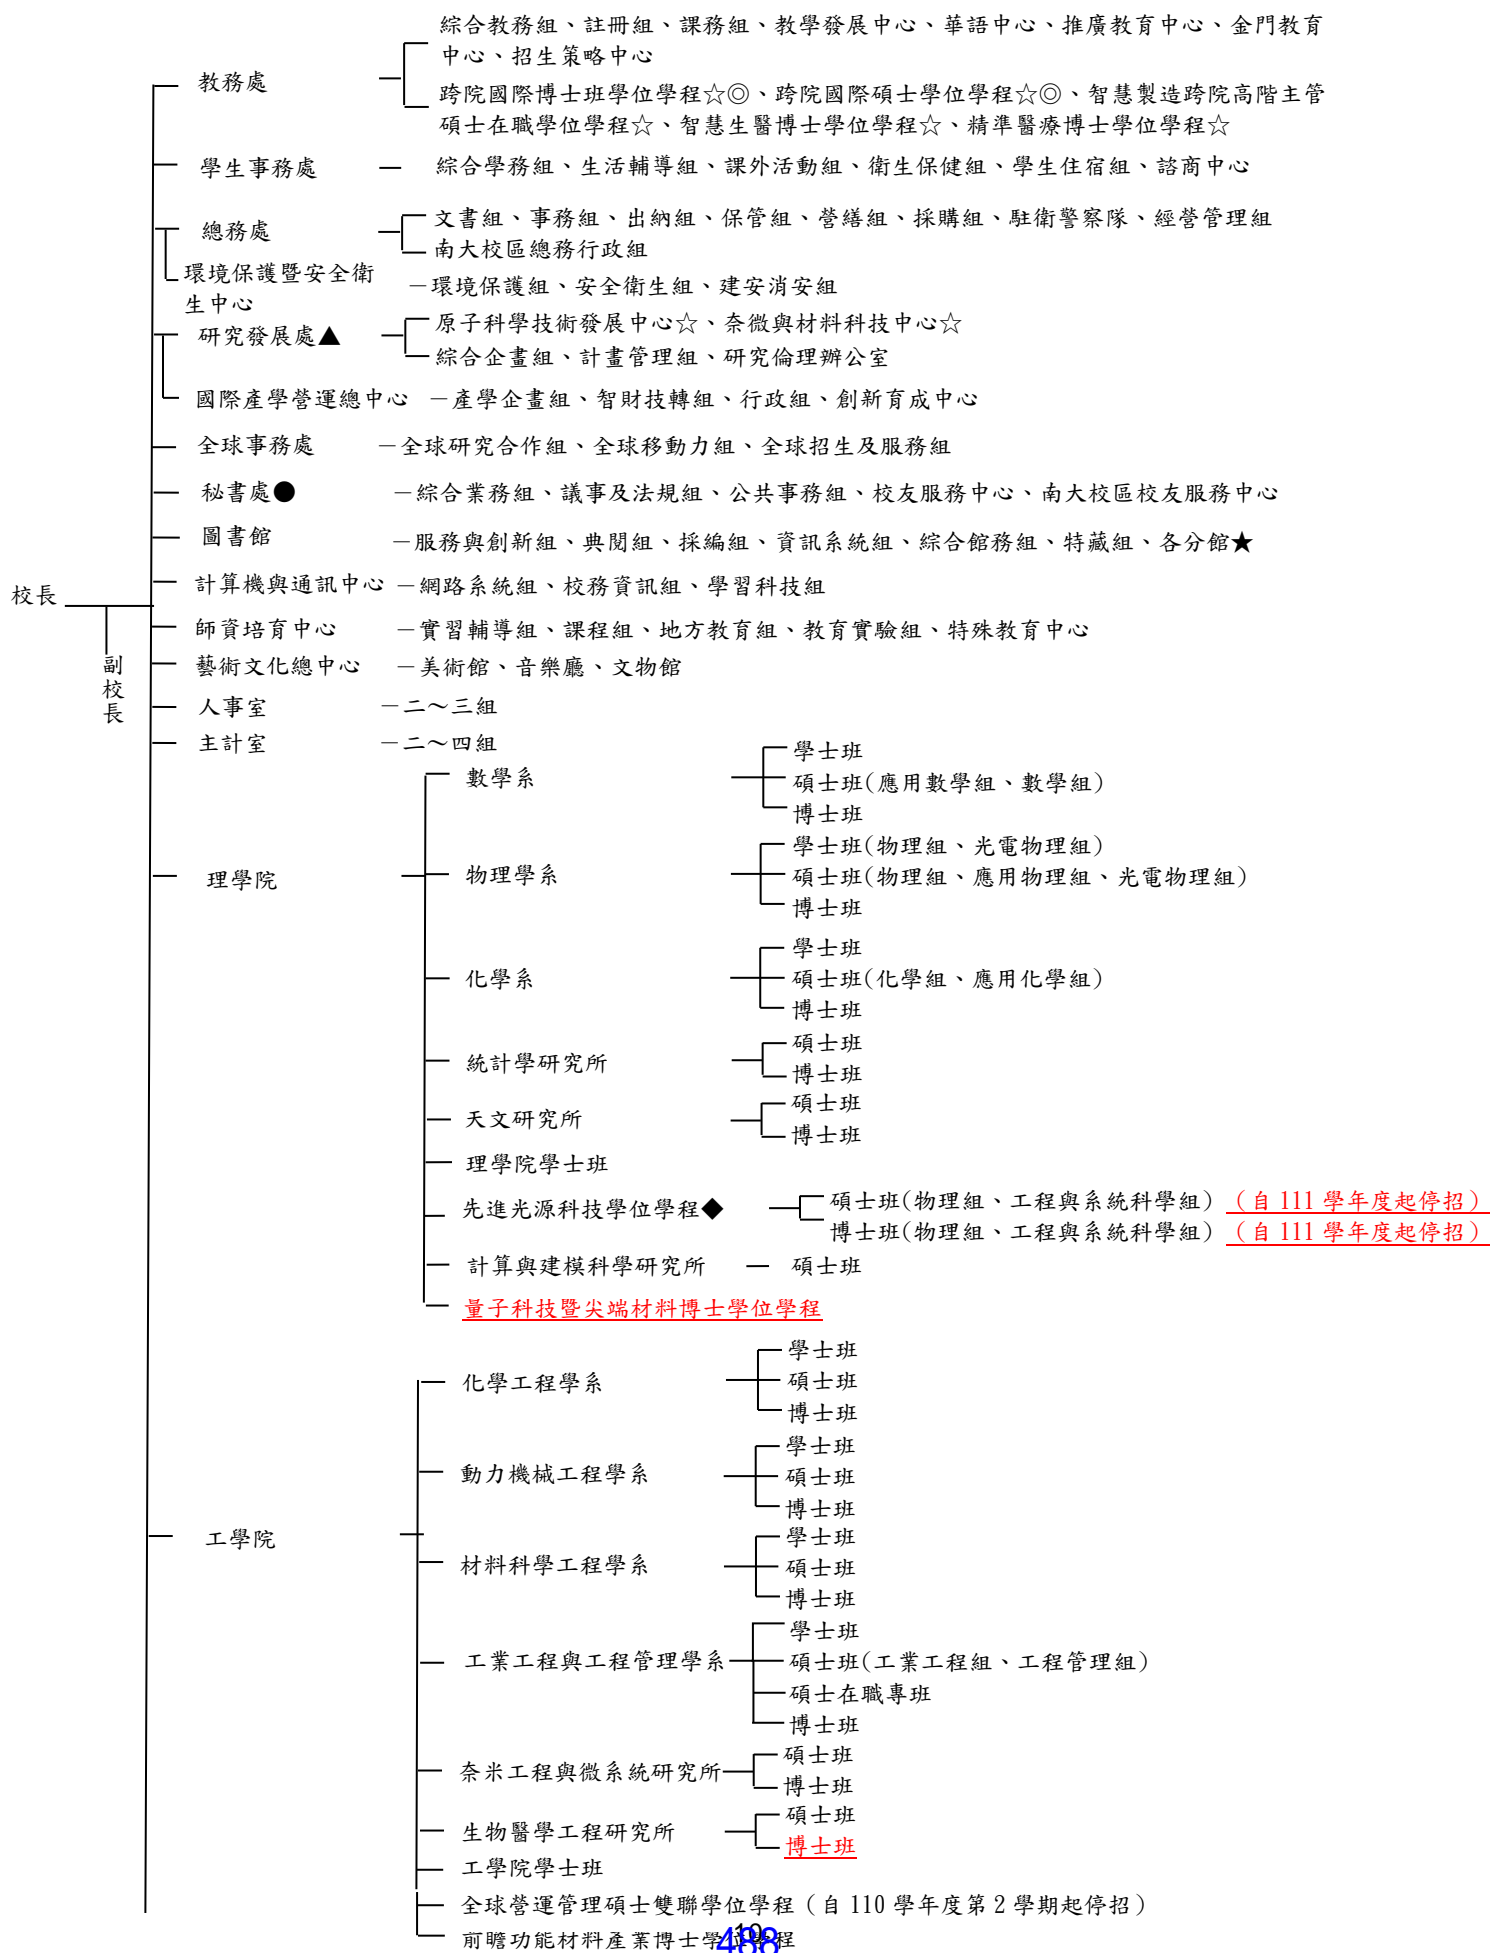 綜合教務組、註冊組、課務組、教學發展中心、華語中心、推廣教育中心、金門教育
中心、招生策略中心
教務處
跨院國際博士班學位學程☆◎、跨院國際碩士學位學程☆◎、智慧製造跨院高階主管
碩士在職學位學程☆、智慧生醫博士學位學程☆、精準醫療博士學位學程☆
學生事務處 — 綜合學務組、生活輔導組、課外活動組、衛生保健組、學生住宿組、諮商中心
文書組、事務組、出納組、保管組、營繕組、採購組、駐衛警察隊、經營管理組
總務處
南大校區總務行政組
環境保護暨安全衛
生中心
—環境保護組、安全衛生組、建安消安組
原子科學技術發展中心☆、奈微與材料科技中心☆
研究發展處▲
綜合企畫組、計畫管理組、研究倫理辦公室
國際產學營運總中心 —產學企畫組、智財技轉組、行政組、創新育成中心
全球事務處 —全球研究合作組、全球移動力組、全球招生及服務組
秘書處● —綜合業務組、議事及法規組、公共事務組、校友服務中心、南大校區校友服務中心
圖書館 —服務與創新組、典閱組、採編組、資訊系統組、綜合館務組、特藏組、各分館★
計算機與通訊中心 —網路系統組、校務資訊組、學習科技組
校長
師資培育中心 —實習輔導組、課程組、地方教育組、教育實驗組、特殊教育中心
副校長
藝術文化總中心 —美術館、音樂廳、文物館
人事室 —二～三組
主計室 —二～四組
學士班
數學系
碩士班(應用數學組、數學組)
博士班
學士班(物理組、光電物理組)
理學院
物理學系
碩士班(物理組、應用物理組、光電物理組)
博士班
學士班
化學系
碩士班(化學組、應用化學組)
博士班
碩士班
統計學研究所
博士班
碩士班
天文研究所
博士班
理學院學士班
碩士班(物理組、工程與系統科學組)（自 111 學年度起停招）
先進光源科技學位學程◆
博士班(物理組、工程與系統科學組)（自 111 學年度起停招）
計算與建模科學研究所 — 碩士班
量子科技暨尖端材料博士學位學程
學士班
化學工程學系
碩士班
博士班
學士班
動力機械工程學系
碩士班
博士班
學士班
工學院
材料科學工程學系
碩士班
博士班
學士班
工業工程與工程管理學系
碩士班(工業工程組、工程管理組)
碩士在職專班
博士班
碩士班
奈米工程與微系統研究所
博士班
碩士班
生物醫學工程研究所
博士班
工學院學士班
全球營運管理碩士雙聯學位學程（自 110 學年度第 2 學期起停招）
前瞻功能材料產業博士學位學程
488